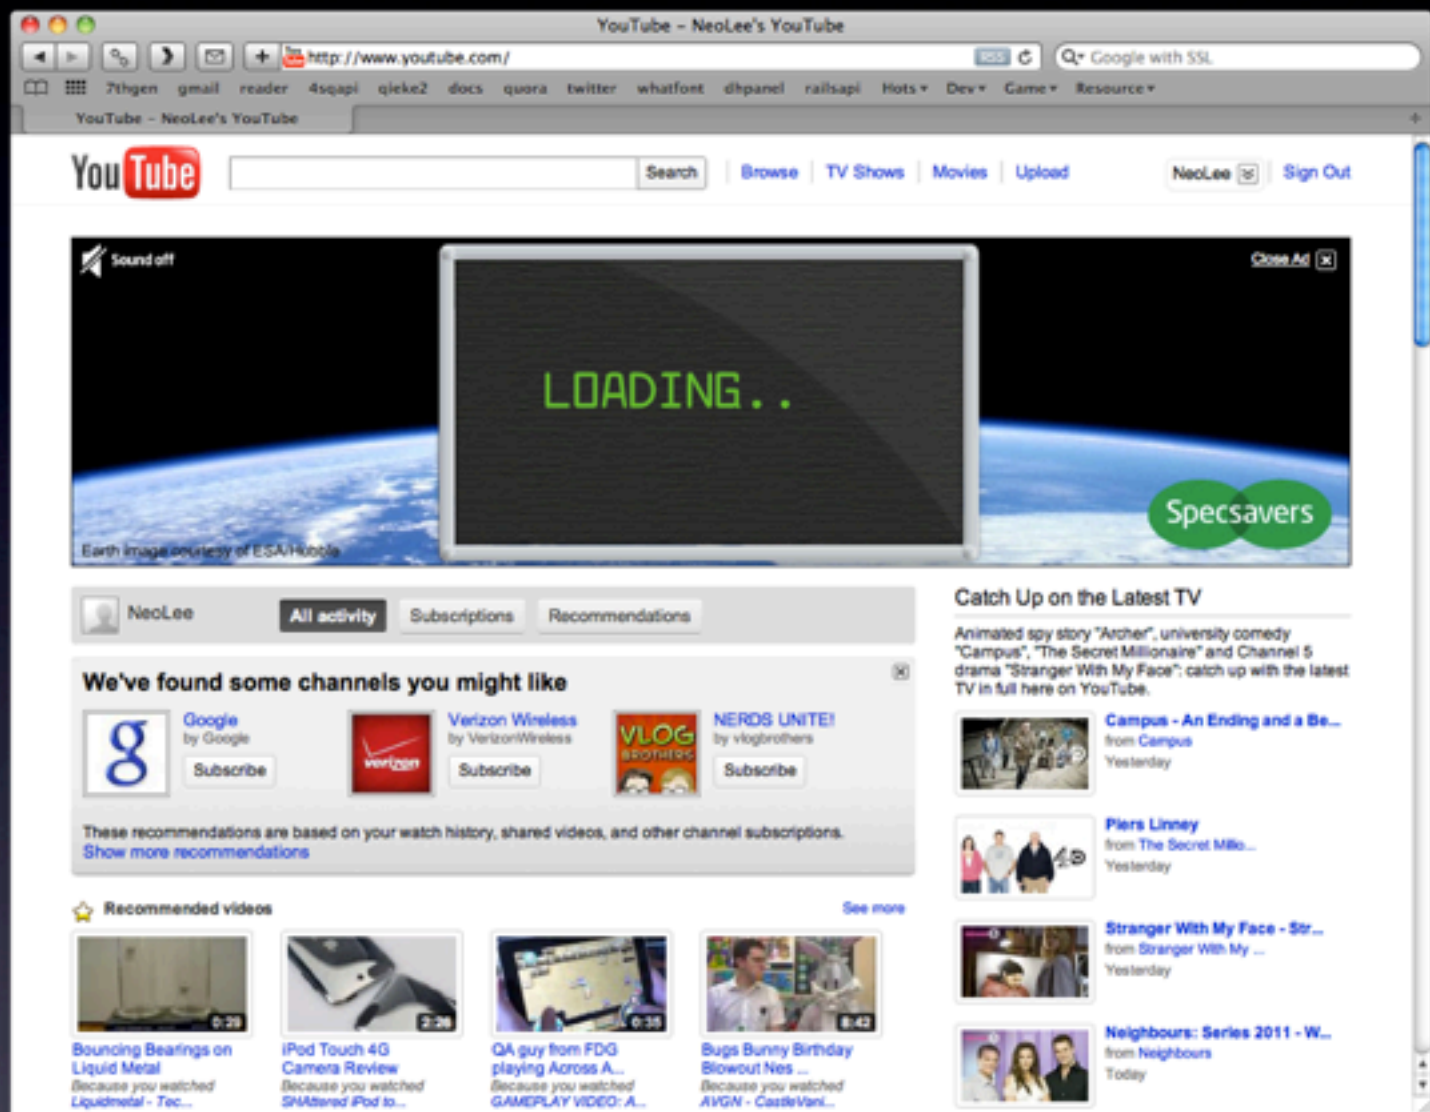 YouTube – NeoLee's YouTube
http://www.youtube.com/
RSS
Google with SSL
7thgen gmail reader 4sqapi qieke2 docs quora twitter whatfont dhpanel railsapi Hots Dev Game Resource
YouTube – NeoLee's YouTube
YouTube
Search
Browse
TV Shows
Movies
Upload
NeoLee
Sign Out
Sound off
Close Ad
LOADING..
Specsavers
Earth image courtesy of ESA/Hubble
NeoLee
All activity
Subscriptions
Recommendations
We've found some channels you might like
Google
by Google
Subscribe
Verizon Wireless
by VerizonWireless
Subscribe
verizon
VLOG
BROTHERS
NERDS UNITE!
by vlogbrothers
Subscribe
These recommendations are based on your watch history, shared videos, and other channel subscriptions.
Show more recommendations
Recommended videos
See more
0:29
Bouncing Bearings on
Liquid Metal
Because you watched
Liquidmetal - Tec...
2:26
iPod Touch 4G
Camera Review
Because you watched
SHAttered iPod to...
0:35
QA guy from FDG
playing Across A...
Because you watched
GAMEPLAY VIDEO: A...
8:42
Bugs Bunny Birthday
Blowout Nes ...
Because you watched
AVGN - CastleVani...
Catch Up on the Latest TV
Animated spy story "Archer", university comedy
"Campus", "The Secret Millionaire" and Channel 5
drama "Stranger With My Face": catch up with the latest
TV in full here on YouTube.
Campus - An Ending and a Be...
from Campus
Yesterday
Piers Linney
from The Secret Millio...
Yesterday
4D
Stranger With My Face - Str...
from Stranger With My ...
Yesterday
Neighbours: Series 2011 - W...
from Neighbours
Today